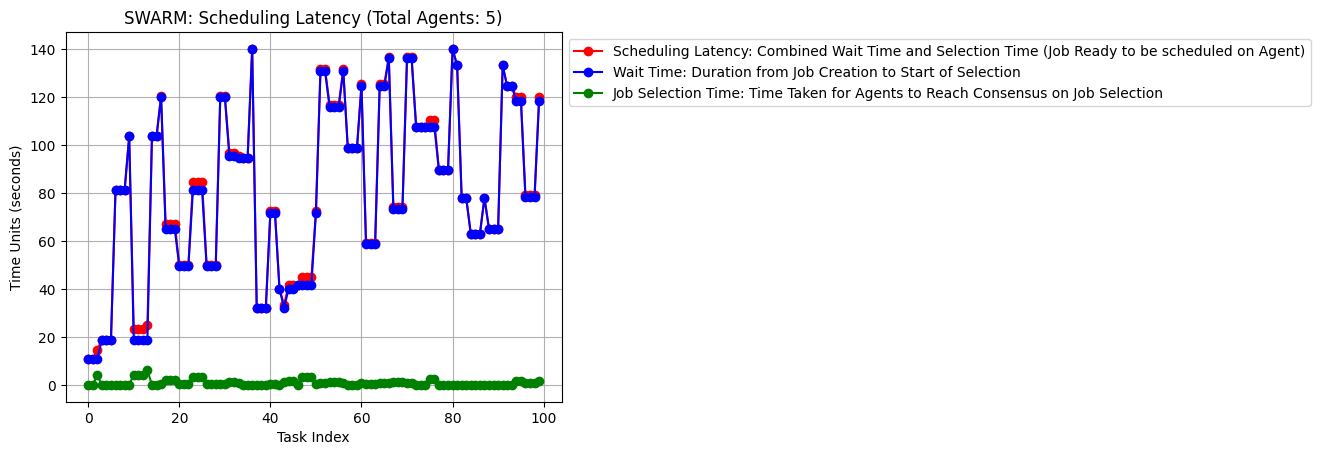 SWARM: Scheduling Latency (Total Agents: 5)
Scheduling Latency: Combined Wait Time and Selection Time (Job Ready to be scheduled on Agent)
Wait Time: Duration from Job Creation to Start of Selection
Job Selection Time: Time Taken for Agents to Reach Consensus on Job Selection
Time Units (seconds)
140
120
100
80
60
40
20
0
0 20 40 60 80 100
Task Index